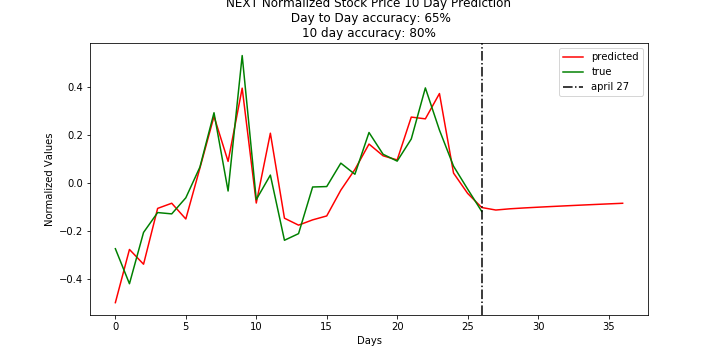 NEXT Normalized Stock Price 10 Day Prediction
Day to Day accuracy: 65%
10 day accuracy: 80%
predicted
true
april 27
Normalized Values
0.4
0.2
0.0
−0.2
−0.4
0
5
10
15
20
25
30
35
Days